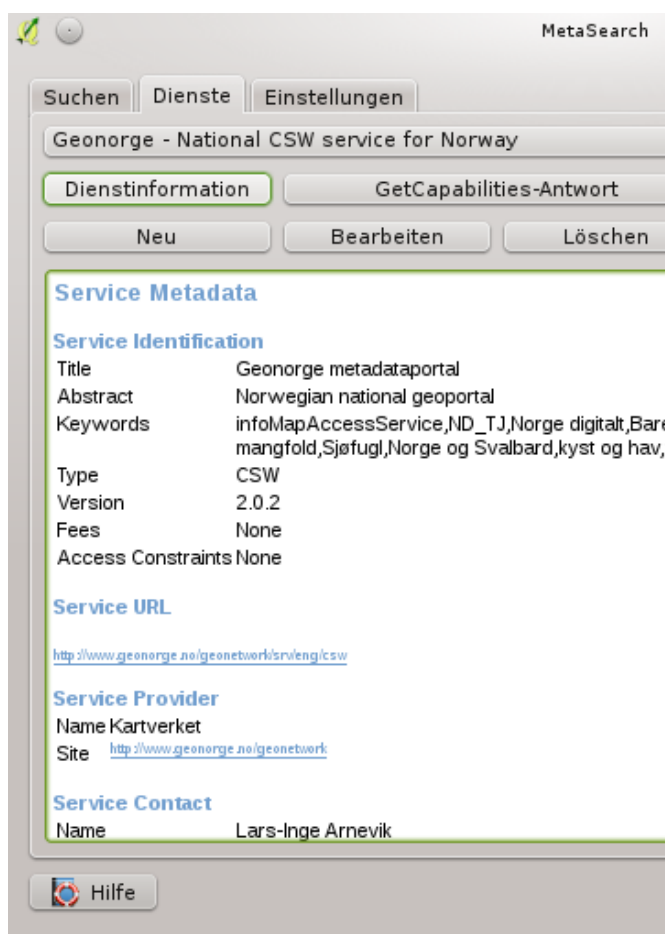 MetaSearch
Suchen Dienste Einstellungen
Geonorge - National CSW service for Norway
Dienstinformation GetCapabilities-Antwort
Neu Bearbeiten Löschen
Service Metadata
Service Identification
Title Geonorge metadataportal
Abstract Norwegian national geoportal
Keywords infoMapAccessService,ND_TJ,Norge digitalt,Bare
mangfold,Sjøfugl,Norge og Svalbard,kyst og hav,
Type CSW
Version 2.0.2
Fees None
Access Constraints None
Service URL
http://www.geonorge.no/geonetwork/srv/eng/csw
Service Provider
Name Kartverket
Site http://www.geonorge.no/geonetwork
Service Contact
Name Lars-Inge Arnevik
Hilfe